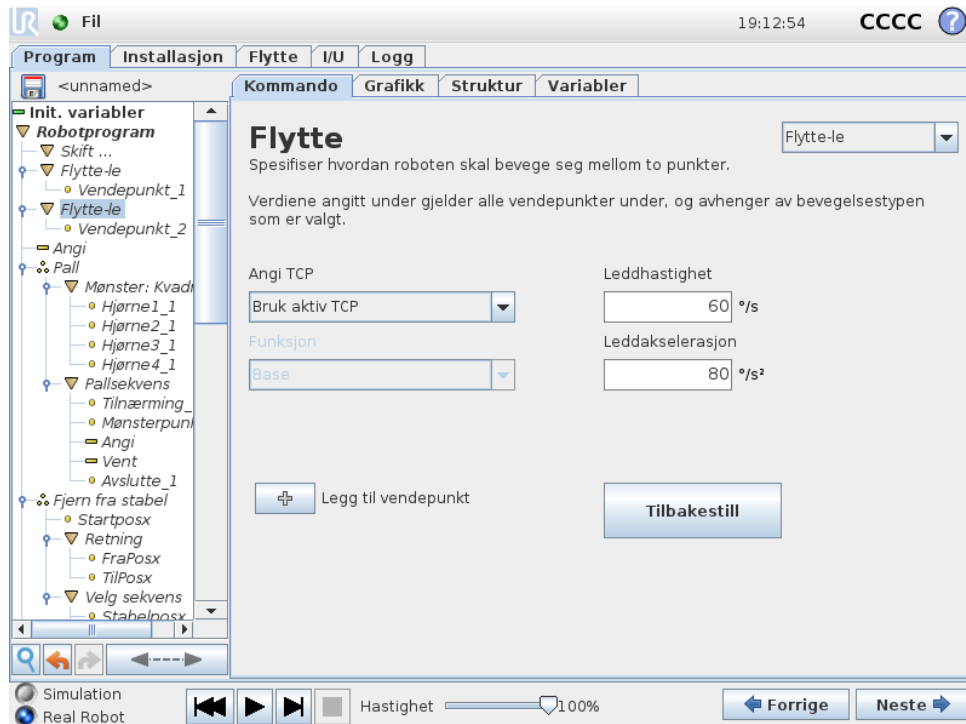 UR Fil 19:12:54 CCCC ?
Program Installasjon Flytte I/U Logg
<unnamed>
Kommando Grafikk Struktur Variabler
Init. variabler
Robotprogram
Skift ...
Flytte-le
Vendepunkt_1
Flytte-le
Vendepunkt_2
Angi
Pall
Mønster: Kvadr
Hjørne1_1
Hjørne2_1
Hjørne3_1
Hjørne4_1
Pallsekvens
Tilnærming_
Mønsterpunk
Angi
Vent
Avslutte_1
Fjern fra stabel
Startposx
Retning
FraPosx
TilPosx
Velg sekvens
Stabelposx
Flytte
Flytte-le
Spesifiser hvordan roboten skal bevege seg mellom to punkter.
Verdiene angitt under gjelder alle vendepunkter under, og avhenger av bevegelsestypen
som er valgt.
Angi TCP
Bruk aktiv TCP
Funksjon
Base
Leddhastighet
60 °/s
Leddakselerasjon
80 °/s²
Legg til vendepunkt
Tilbakestill
Simulation
Real Robot
Hastighet 100%
Forrige Neste